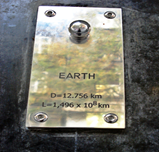 EARTH
D=12.756 km
L=1,496 x 10⁸ km